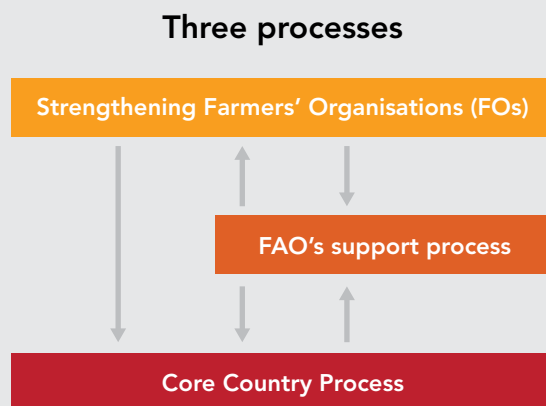 Three processes
Strengthening Farmers' Organisations (FOs)
FAO's support process
Core Country Process